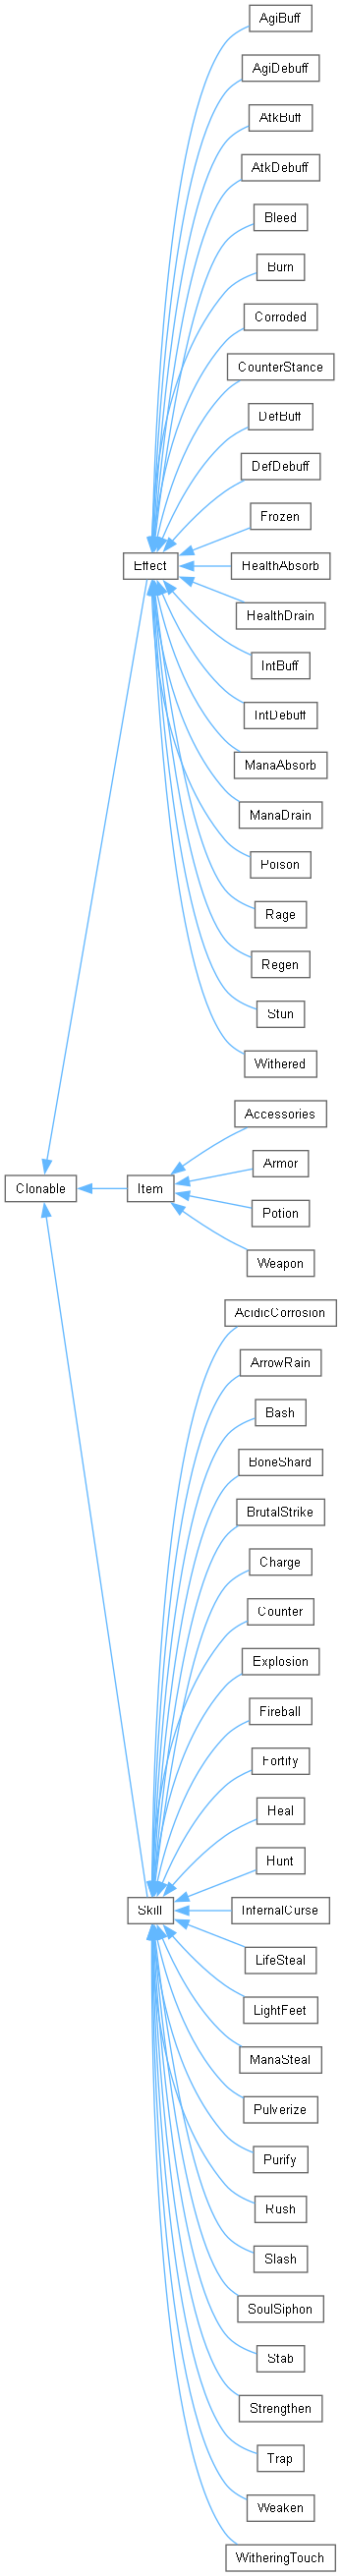 AgiBuff
AgiDebuff
AtkBuff
AtkDebuff
Bleed
Burn
Corroded
CounterStance
DefBuff
DefDebuff
Frozen
Effect
HealthAbsorb
HealthDrain
IntBuff
IntDebuff
ManaAbsorb
ManaDrain
Poison
Rage
Regen
Stun
Withered
Accessories
Armor
Clonable
Item
Potion
Weapon
AcidicCorrosion
ArrowRain
Bash
BoneShard
BrutalStrike
Charge
Counter
Explosion
Fireball
Fortify
Heal
Hunt
Skill
InfernalCurse
LifeSteal
LightFeet
ManaSteal
Pulverize
Purify
Rush
Slash
SoulSiphon
Stab
Strengthen
Trap
Weaken
WitheringTouch